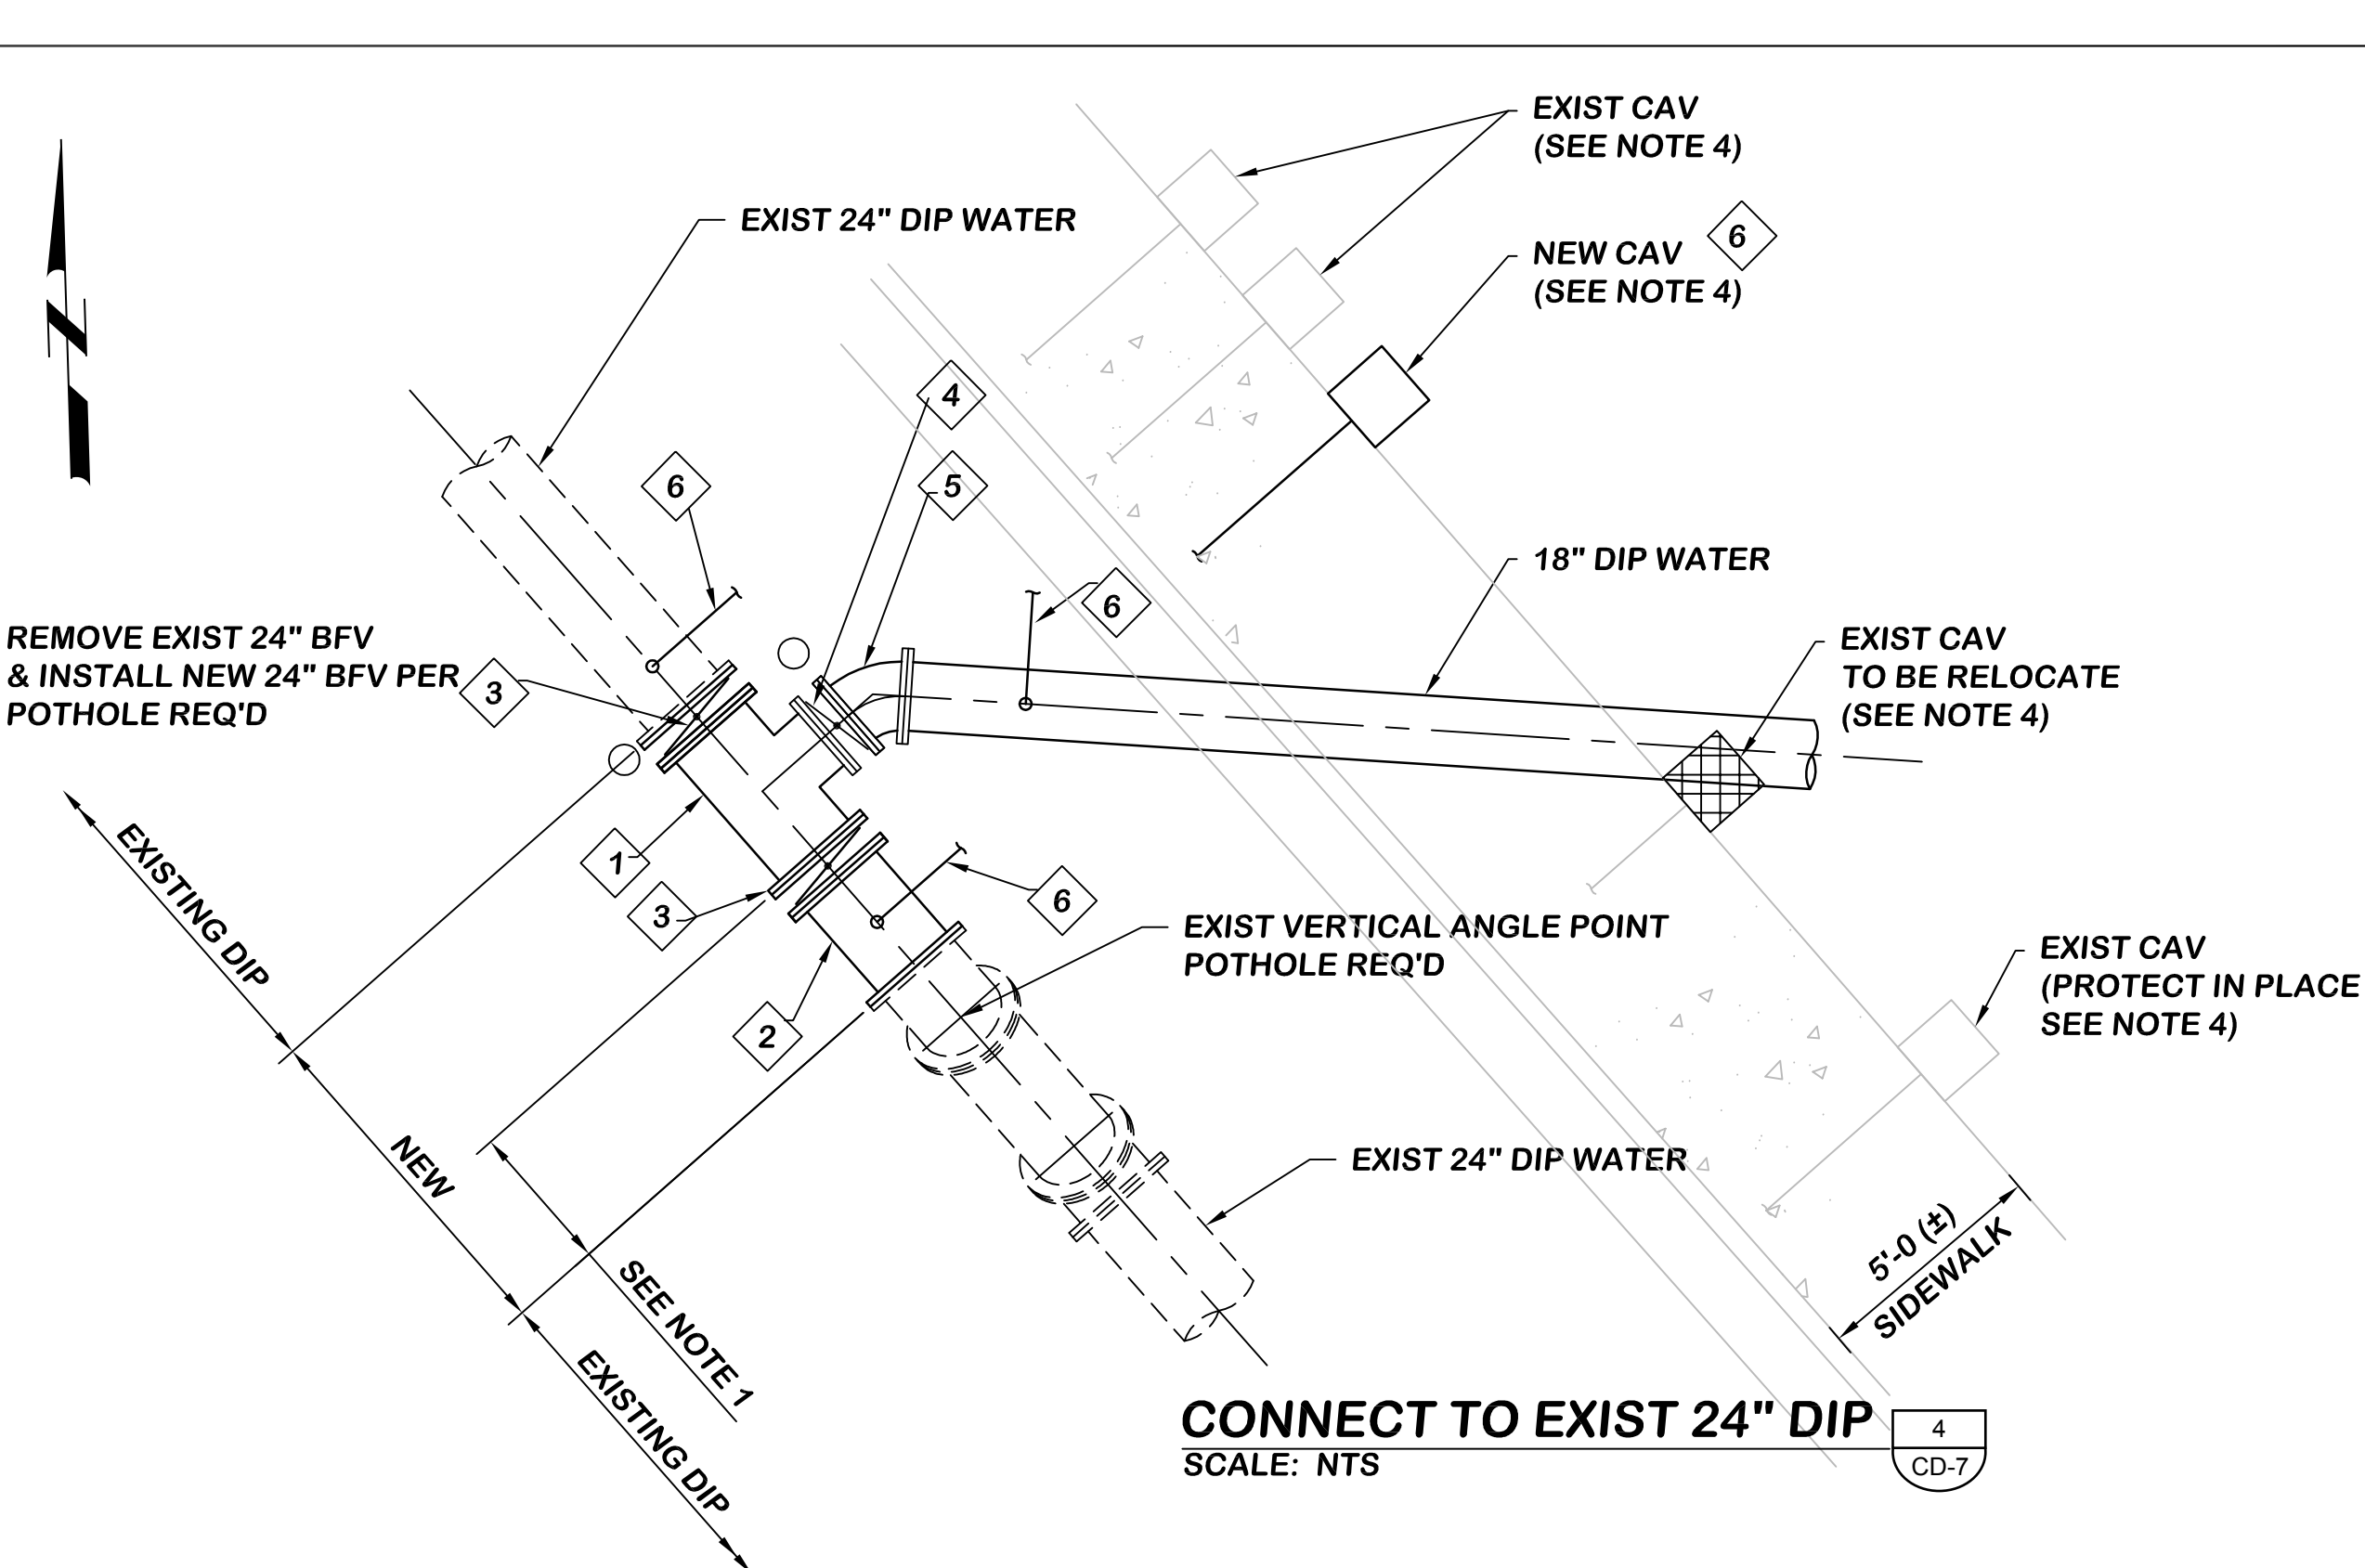 EXIST CAV
(SEE NOTE 4)
EXIST 24" DIP WATER
NEW CAV
(SEE NOTE 4)
6
4
6
5
18" DIP WATER
6
REMOVE EXIST 24" BFV
& INSTALL NEW 24" BFV PER
POTHOLE REQ'D
3
EXIST CAV
TO BE RELOCATE
(SEE NOTE 4)
N
1
3
6
EXISTING DIP
EXIST VERTICAL ANGLE POINT
POTHOLE REQ'D
EXIST CAV
(PROTECT IN PLACE
SEE NOTE 4)
2
NEW
EXIST 24" DIP WATER
5'-0 (±)
SIDEWALK
SEE NOTE 1
EXISTING DIP
CONNECT TO EXIST 24" DIP
SCALE: NTS
4
CD-7